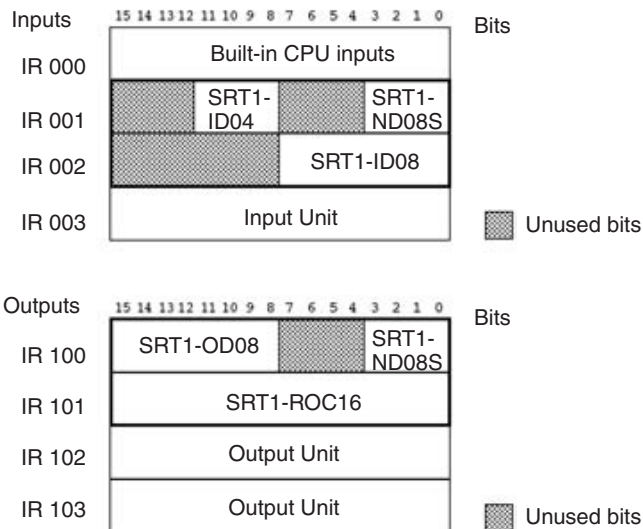 Inputs
15 14 13 12 11 10 9 8 7 6 5 4 3 2 1 0
Bits
IR 000
Built-in CPU inputs
IR 001
SRT1-
ID04
SRT1-
ND08S
IR 002
SRT1-ID08
IR 003
Input Unit
Unused bits
Outputs
15 14 13 12 11 10 9 8 7 6 5 4 3 2 1 0
Bits
IR 100
SRT1-OD08
SRT1-
ND08S
IR 101
SRT1-ROC16
IR 102
Output Unit
IR 103
Output Unit
Unused bits